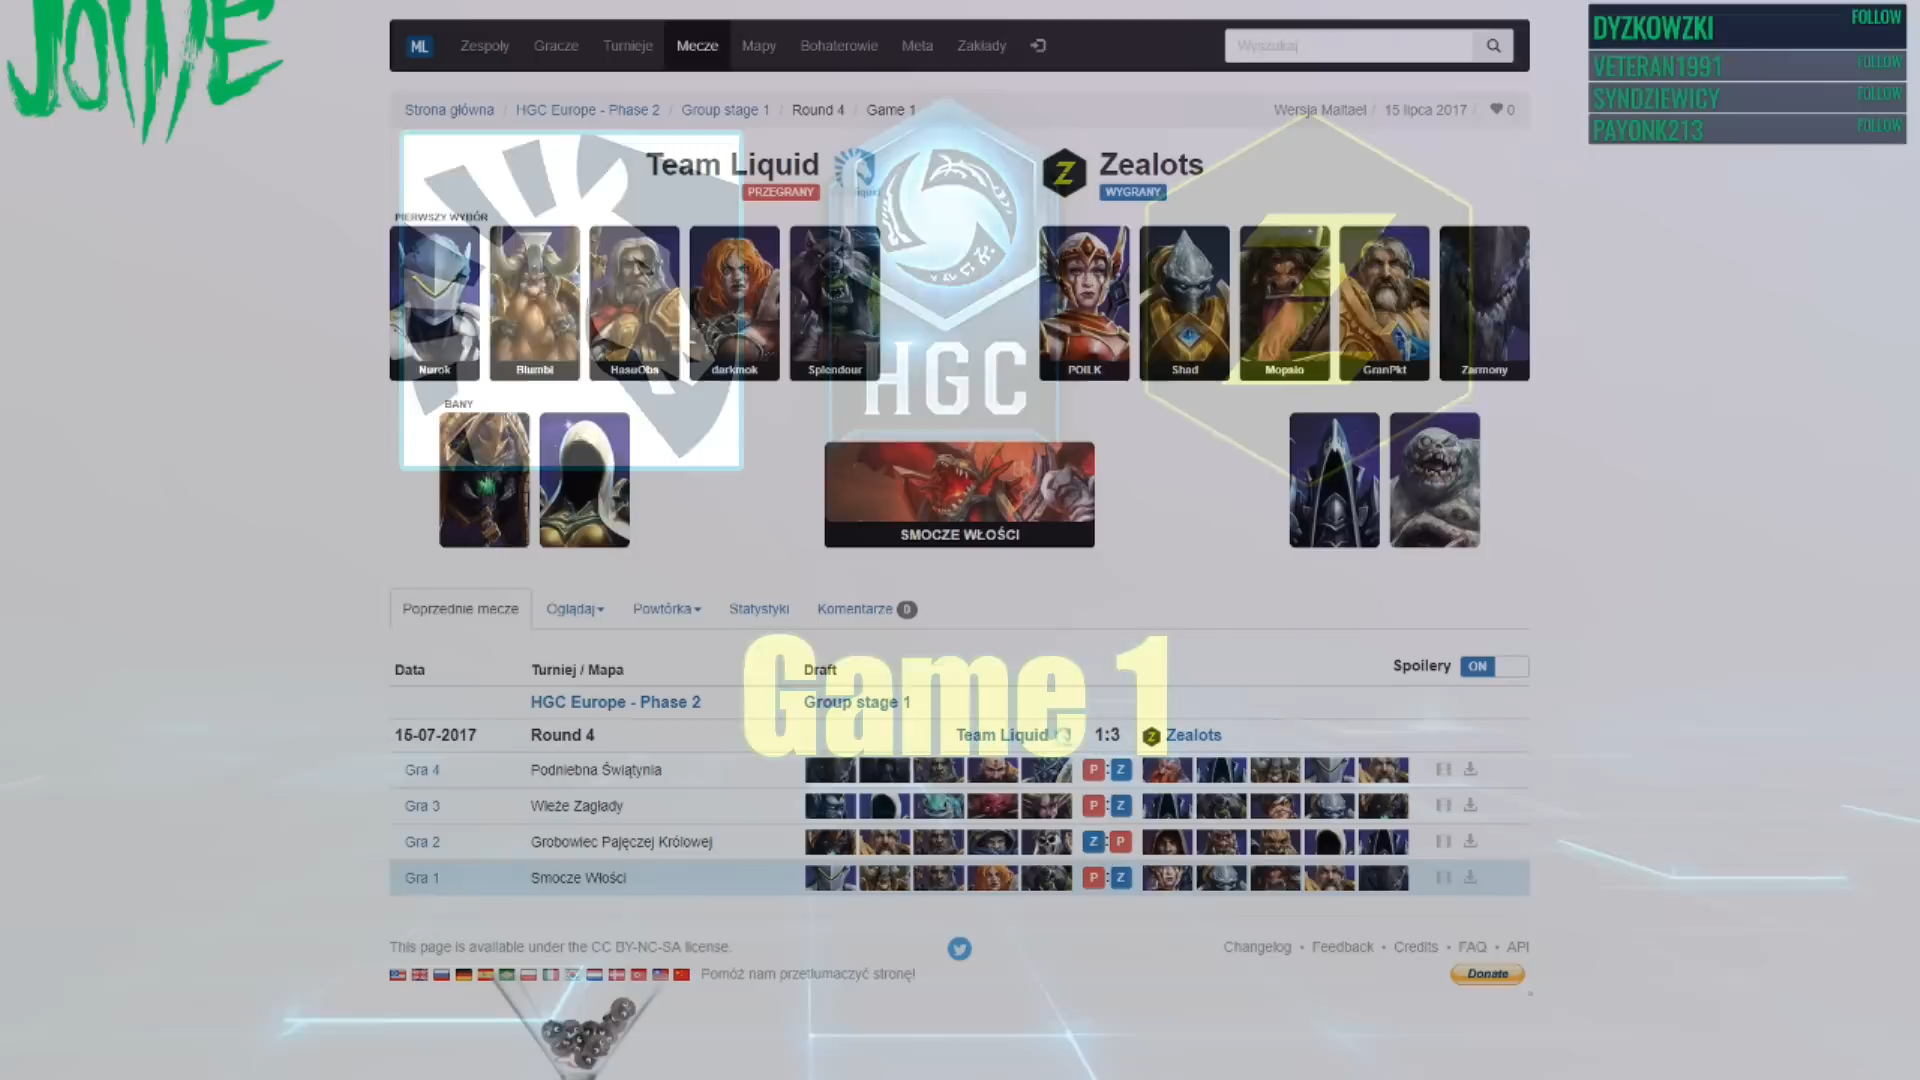 JOWE
DYZKOWZKI FOLLOW
VETERAN1991 FOLLOW
SYNDZIEWICY FOLLOW
PAYONK213 FOLLOW
ML Zespoły Gracze Turnieje Mecze Mapy Bohaterowie Meta Zakłady Wyszukaj
Strona główna / HGC Europe - Phase 2 / Group stage 1 / Round 4 / Game 1
Wersja Maltael / 15 lipca 2017 / 0
Team Liquid
PRZEGRANY
Z Zealots
WYGRANY
PIERWSZY WYBÓR
Nurok Blumbi HasuObs darkmok Splendour
POILK Shad Mopsio GranPkt Zarmony
HGC
BANY
SMOCZE WŁOŚCI
Poprzednie mecze Oglądaj Powtórka Statystyki Komentarze 0
Game 1
Data Turniej / Mapa Draft Spoilery ON
HGC Europe - Phase 2 Group stage 1
15-07-2017 Round 4 Team Liquid 1:3 Z Zealots
Gra 4 Podniebna Świątynia P : Z
Gra 3 Wieże Zagłady P : Z
Gra 2 Grobowiec Pajęczej Królowej Z : P
Gra 1 Smocze Włości P : Z
This page is available under the CC BY-NC-SA license.
Changelog • Feedback • Credits • FAQ • API
Pomóż nam przetłumaczyć stronę!
Donate